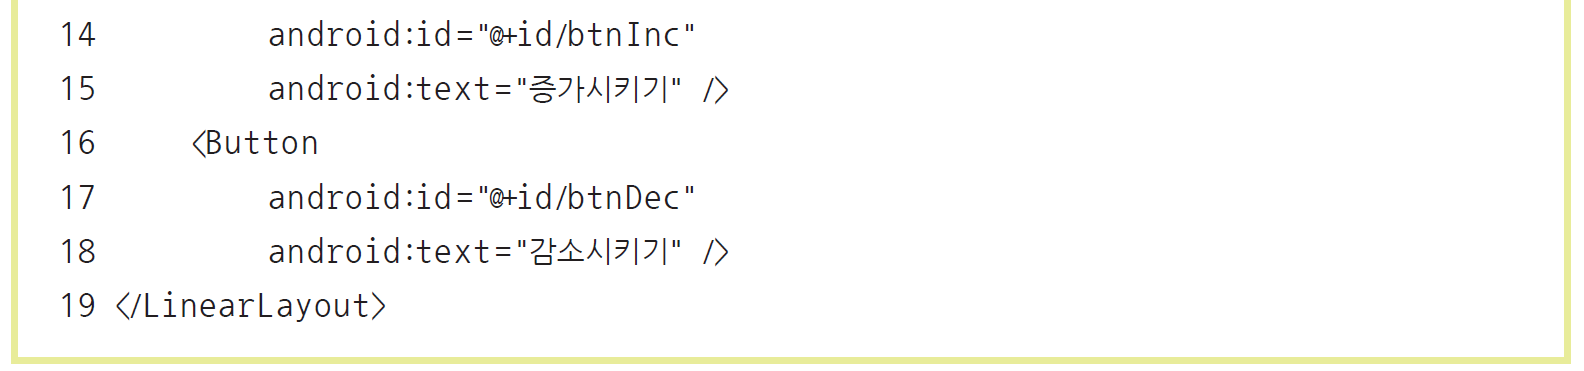 14         android:id="@+id/btnInc"
15         android:text="증가시키기" />
16     <Button
17         android:id="@+id/btnDec"
18         android:text="감소시키기" />
19 </LinearLayout>